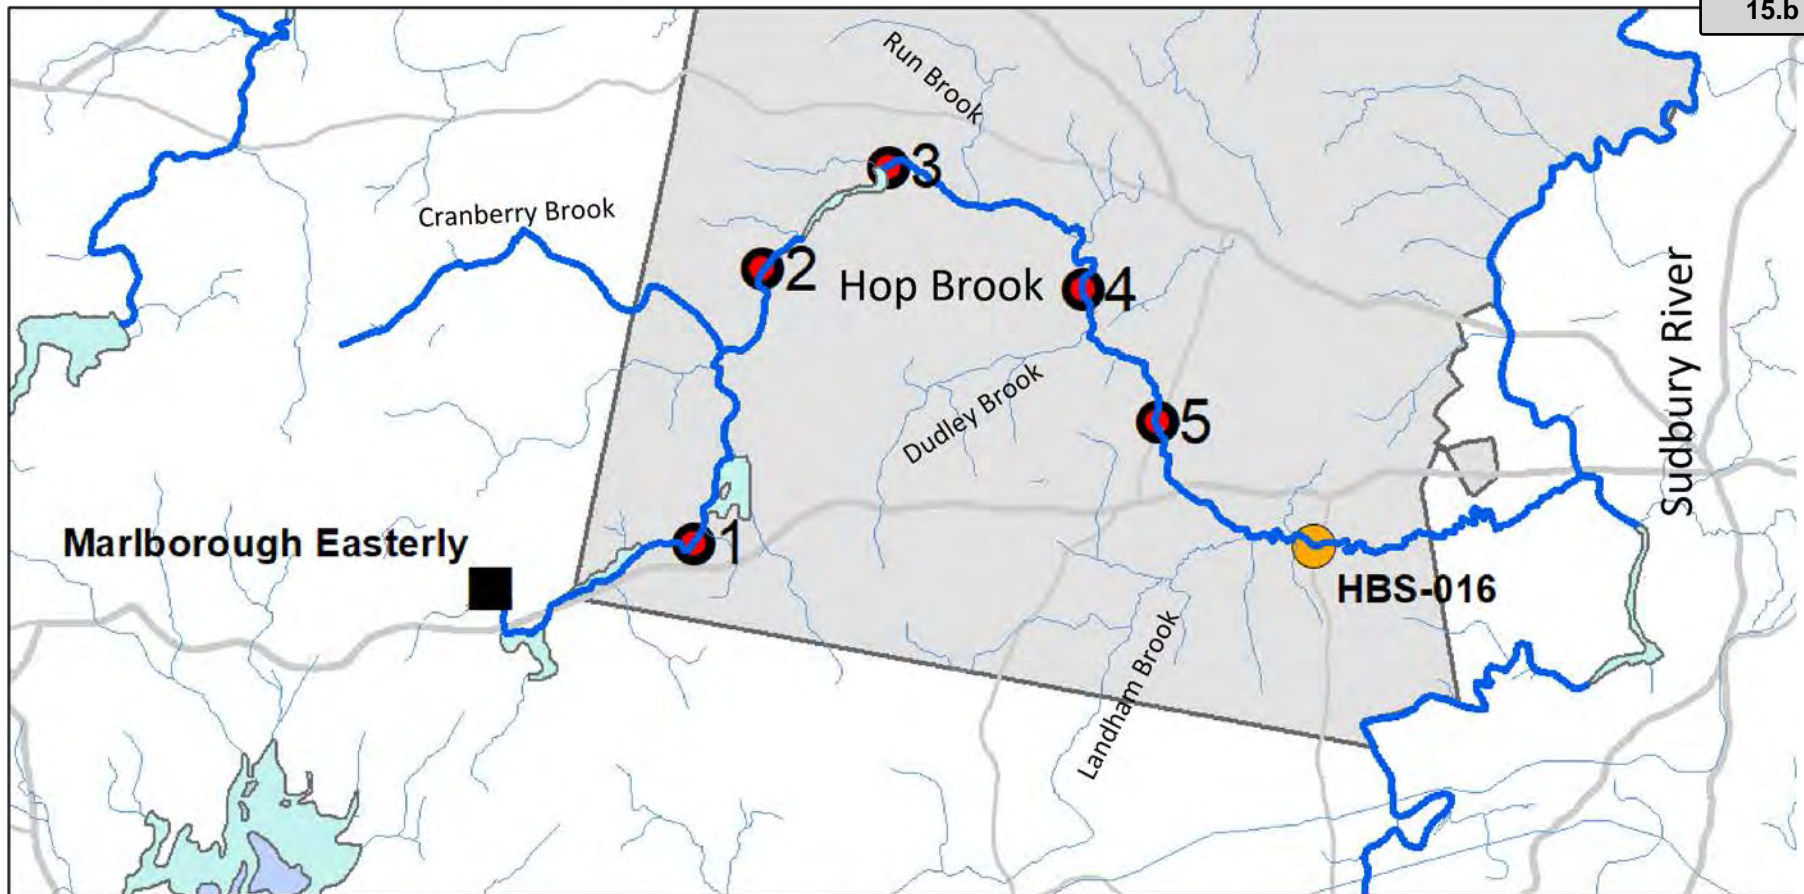 15.b
Run Brook
3
Cranberry Brook
2
Hop Brook
4
Sudbury River
Dudley Brook
5
Marlborough Easterly
1
HBS-016
Landham Brook